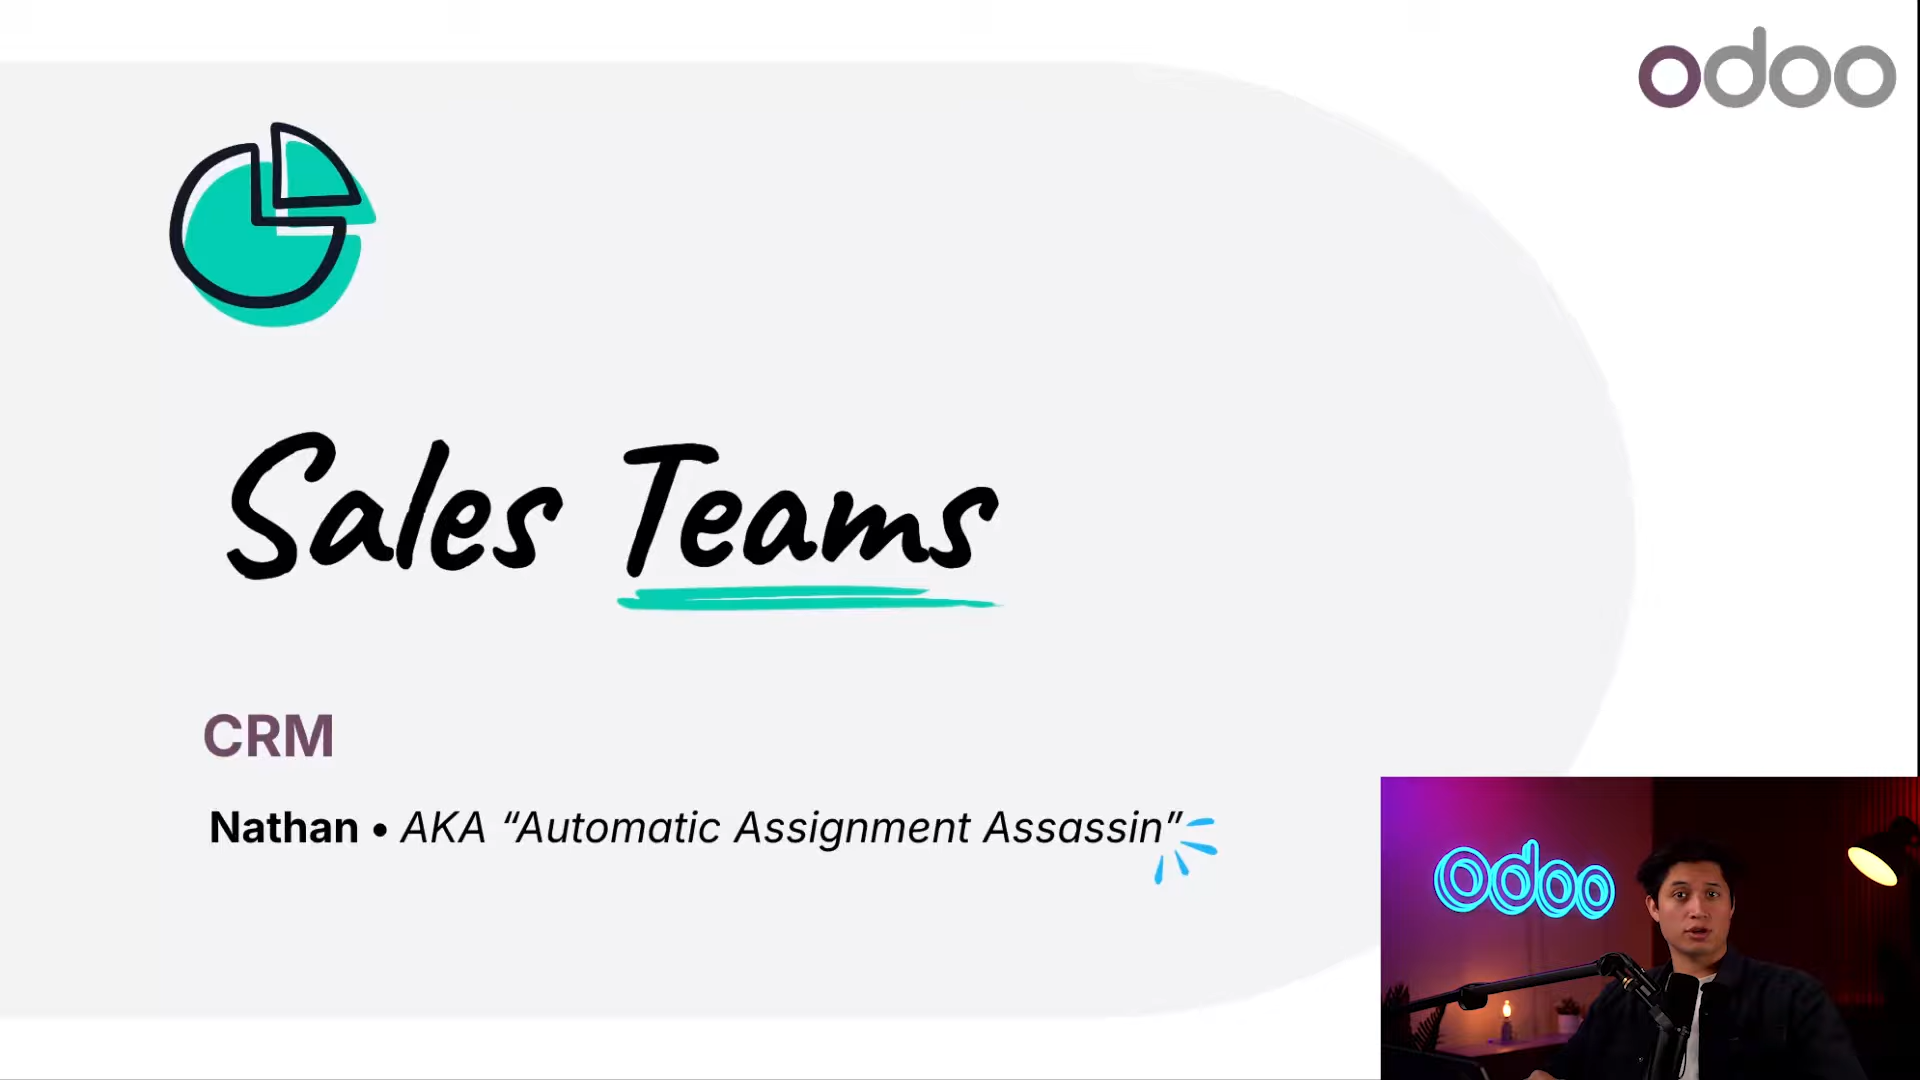 odoo
Sales Teams
CRM
Nathan • AKA “Automatic Assignment Assassin”
odoo